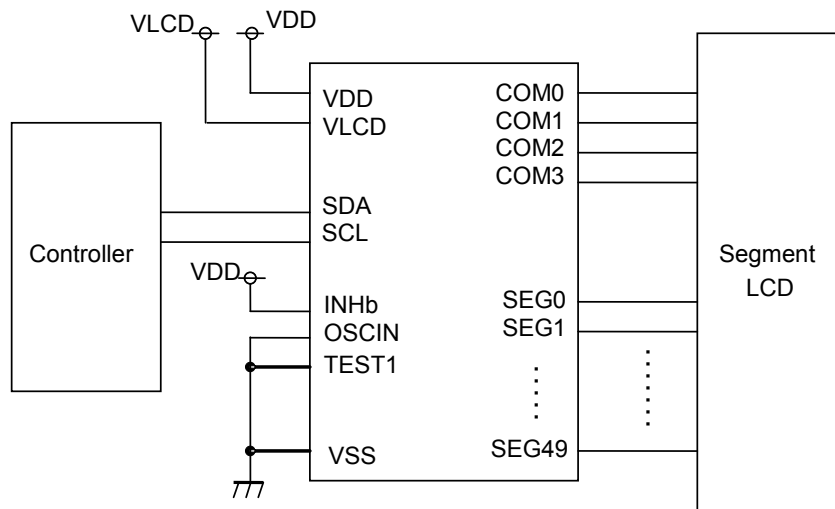 VLCD
VDD
VDD
VLCD
SDA
SCL
VDD
INHb
OSCIN
TEST1
VSS
COM0
COM1
COM2
COM3
SEG0
SEG1
SEG49
Controller
Segment
LCD